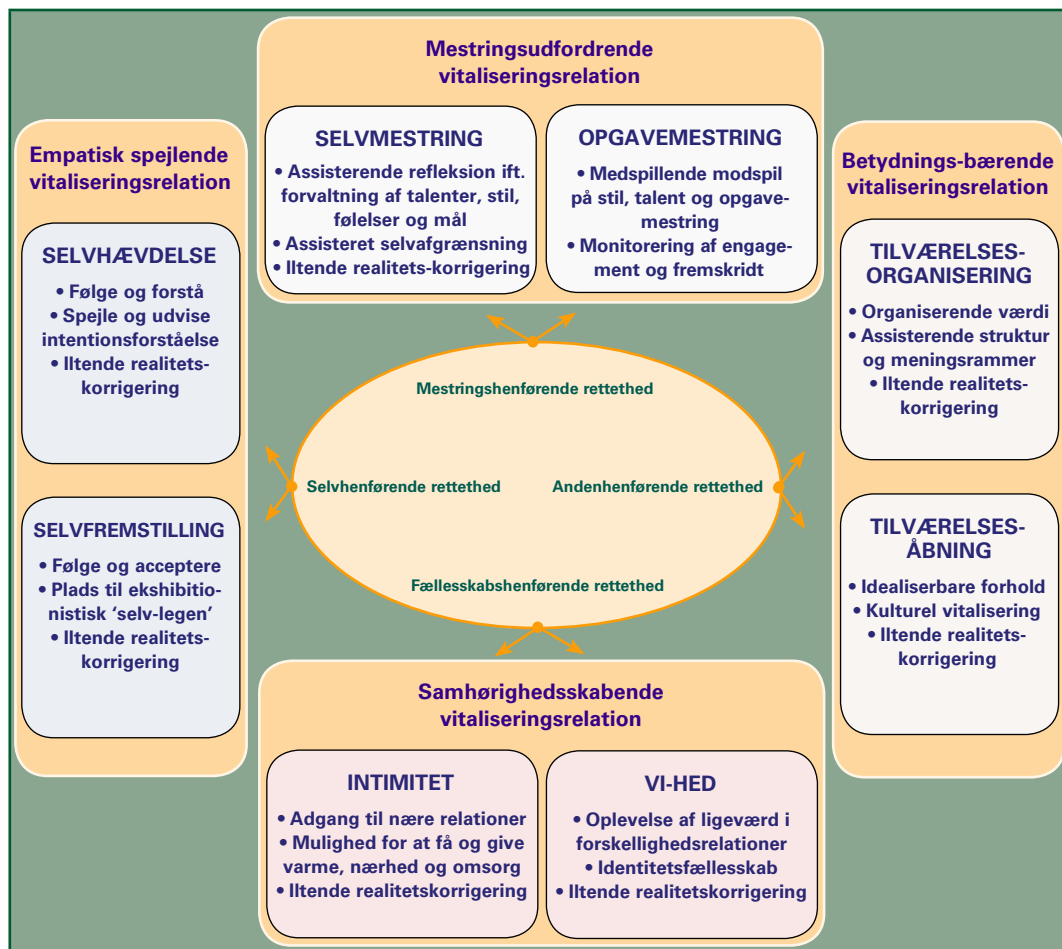 Mestringsudfordrende
vitaliseringsrelation
SELVMESTRING
• Assisterende refleksion ift.
forvaltning af talenter, stil,
følelser og mål
• Assisteret selvafgrænsning
• Iltende realitets-korrigering
OPGAVEMESTRING
• Medspillende modspil
på stil, talent og opgave-
mestring
• Monitorering af engage-
ment og fremskridt
Empatisk spejlende
vitaliseringsrelation
SELVHÆVDELSE
• Følge og forstå
• Spejle og udvise
intentionsforståelse
• Iltende realitets-
korrigering
SELVFREMSTILLING
• Følge og acceptere
• Plads til ekshibitio-
nistisk ‘selv-legen’
• Iltende realitets-
korrigering
Mestringshenførende rettethed
Selvhenførende rettethed
Andenhenførende rettethed
Fællesskabshenførende rettethed
Betydnings-bærende
vitaliseringsrelation
TILVÆRELSES-
ORGANISERING
• Organiserende værdi
• Assisterende struktur
og meningsrammer
• Iltende realitets-
korrigering
TILVÆRELSES-
ÅBNING
• Idealiserbare forhold
• Kulturel vitalisering
• Iltende realitets-
korrigering
Samhørighedsskabende
vitaliseringsrelation
INTIMITET
• Adgang til nære relationer
• Mulighed for at få og give
varme, nærhed og omsorg
• Iltende realitetskorrigering
VI-HED
• Oplevelse af ligeværd i
forskellighedsrelationer
• Identitetsfællesskab
• Iltende realitetskorrigering